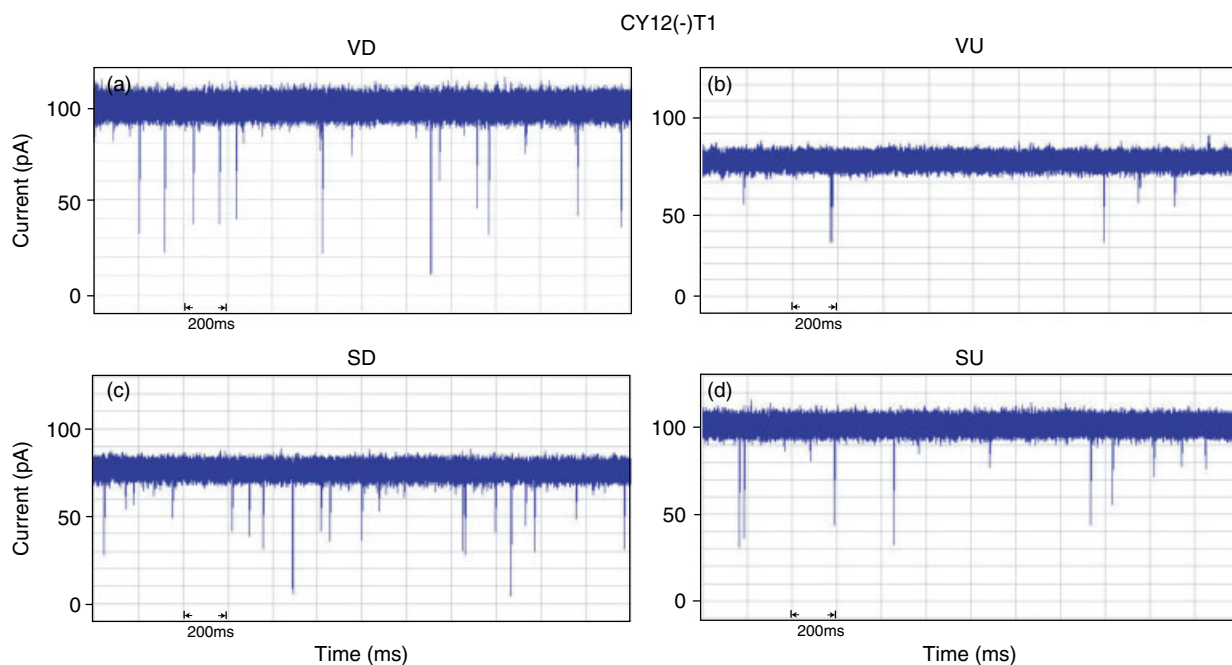 CY12(-)T1
VD
VU
(a)
(b)
100
50
0
100
50
0
Current (pA)
200ms
200ms
SD
SU
(c)
(d)
100
50
0
100
50
0
Current (pA)
200ms
200ms
Time (ms)
Time (ms)